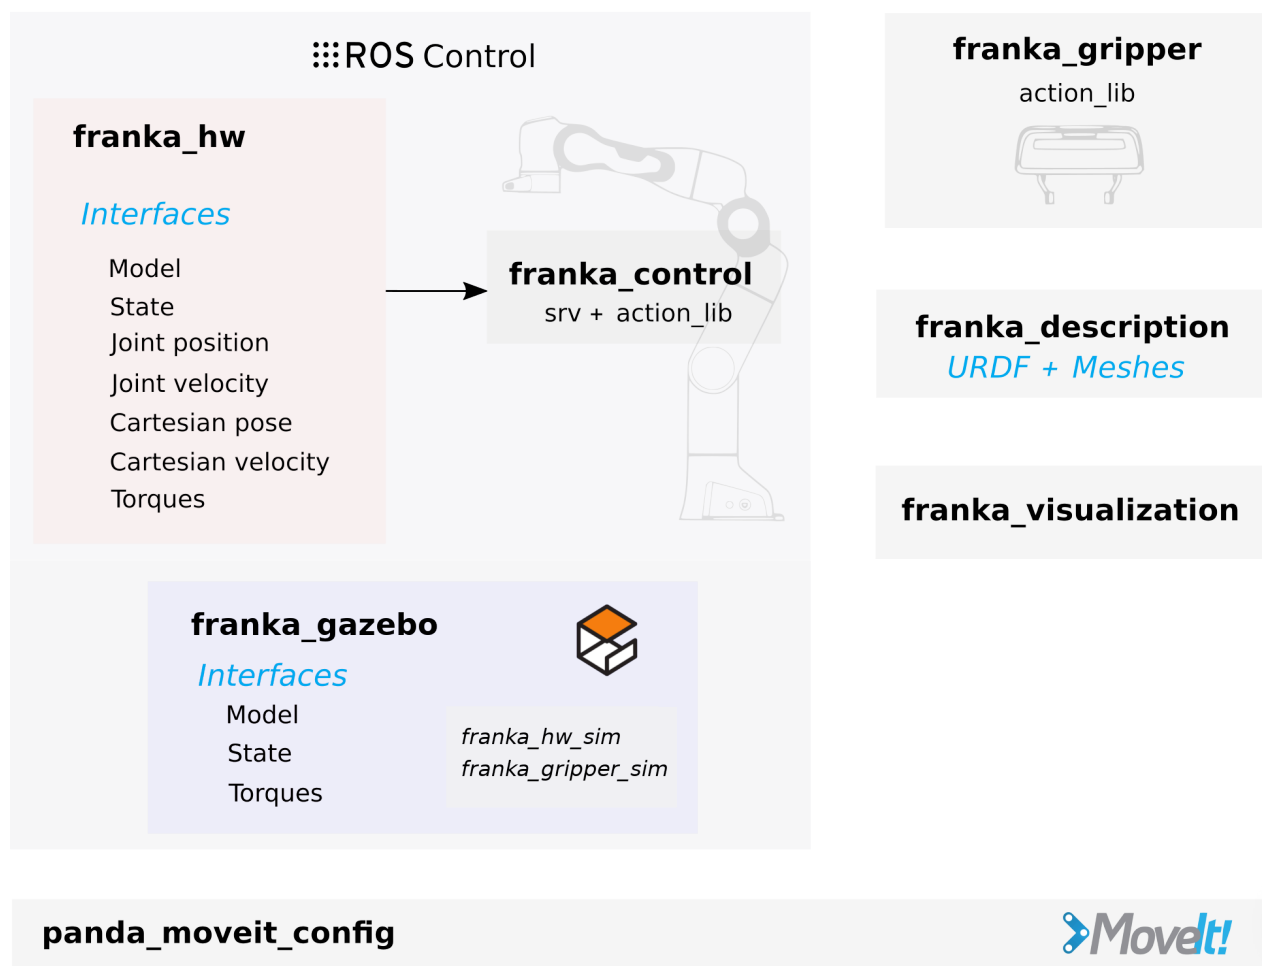 ROS Control
franka_hw
Interfaces
Model
State
Joint position
Joint velocity
Cartesian pose
Cartesian velocity
Torques
franka_control
srv + action_lib
franka_gazebo
Interfaces
Model
State
Torques
franka_hw_sim
franka_gripper_sim
franka_gripper
action_lib
franka_description
URDF + Meshes
franka_visualization
panda_moveit_config
MoveIt!